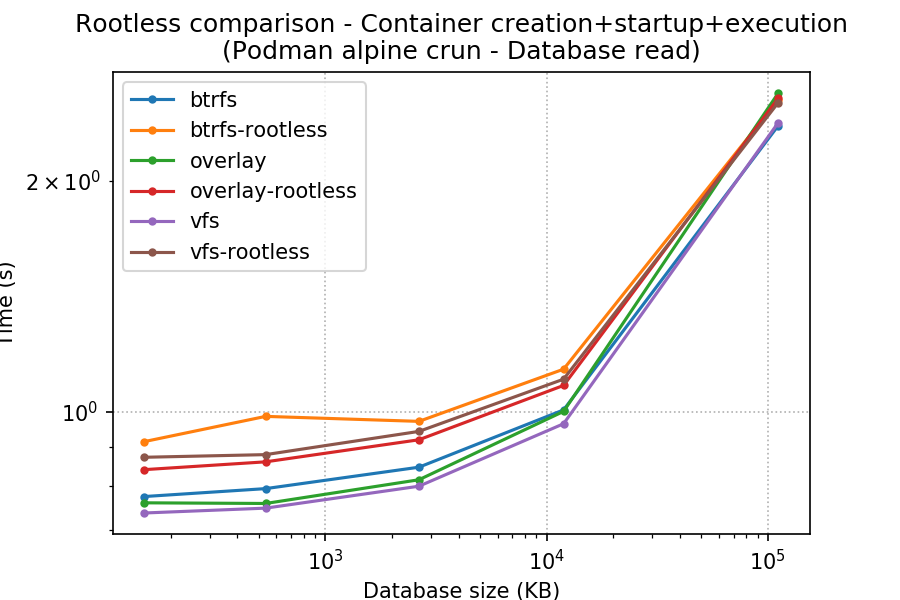 Rootless comparison - Container creation+startup+execution
(Podman alpine crun - Database read)
btrfs
btrfs-rootless
overlay
overlay-rootless
vfs
vfs-rootless
2 × 10⁰
10⁰
Time (s)
10³
10⁴
10⁵
Database size (KB)